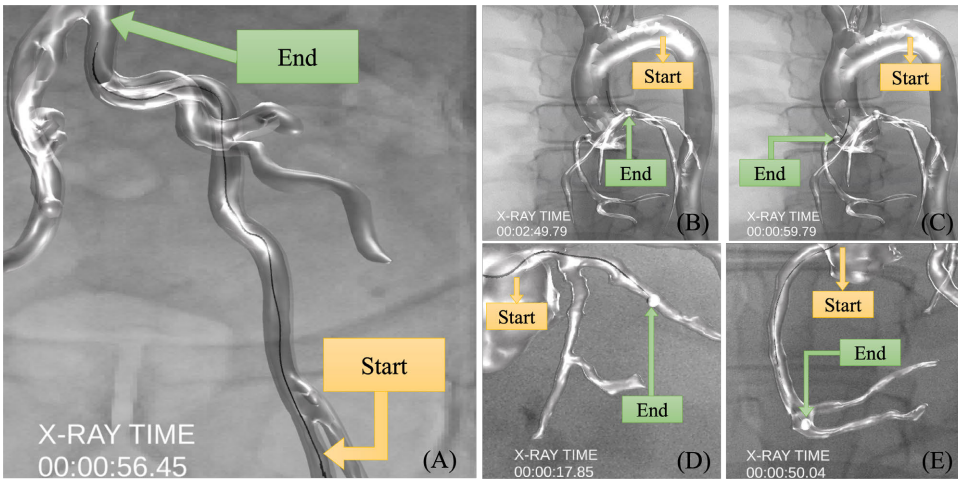 End
Start
X-RAY TIME
00:00:56.45
(A)
Start
End
X-RAY TIME
00:02:49.79
(B)
Start
End
X-RAY TIME
00:00:59.79
(C)
Start
End
X-RAY TIME
00:00:17.85
(D)
Start
End
X-RAY TIME
00:00:50.04
(E)